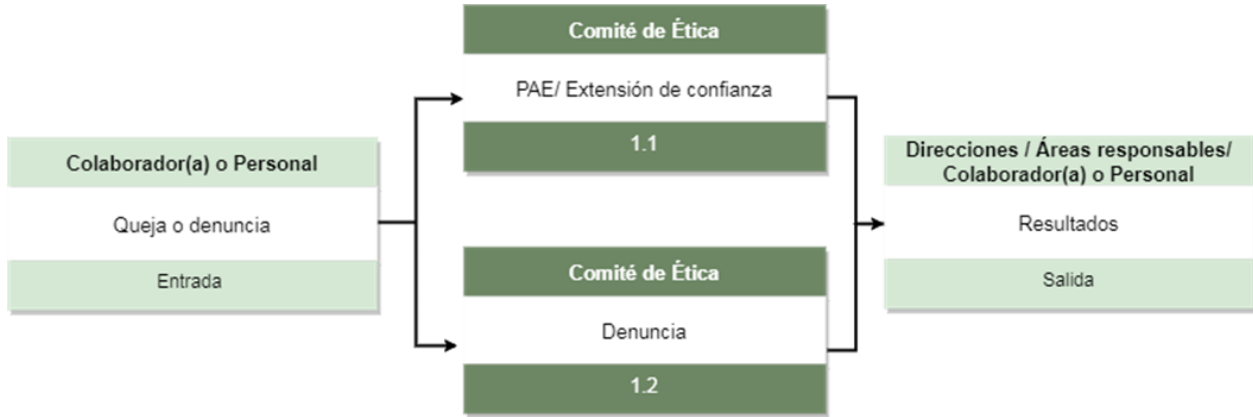 Colaborador(a) o Personal
Queja o denuncia
Entrada
Comité de Ética
PAE/ Extensión de confianza
1.1
Comité de Ética
Denuncia
1.2
Direcciones / Áreas responsables/
Colaborador(a) o Personal
Resultados
Salida